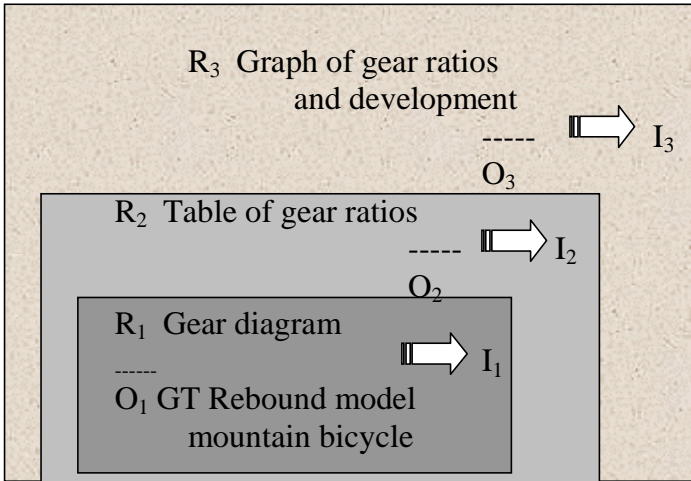 R₃ Graph of gear ratios
and development
-----
I₃
O₃
R₂ Table of gear ratios
-----
I₂
O₂
R₁ Gear diagram
I₁
------
O₁ GT Rebound model
mountain bicycle